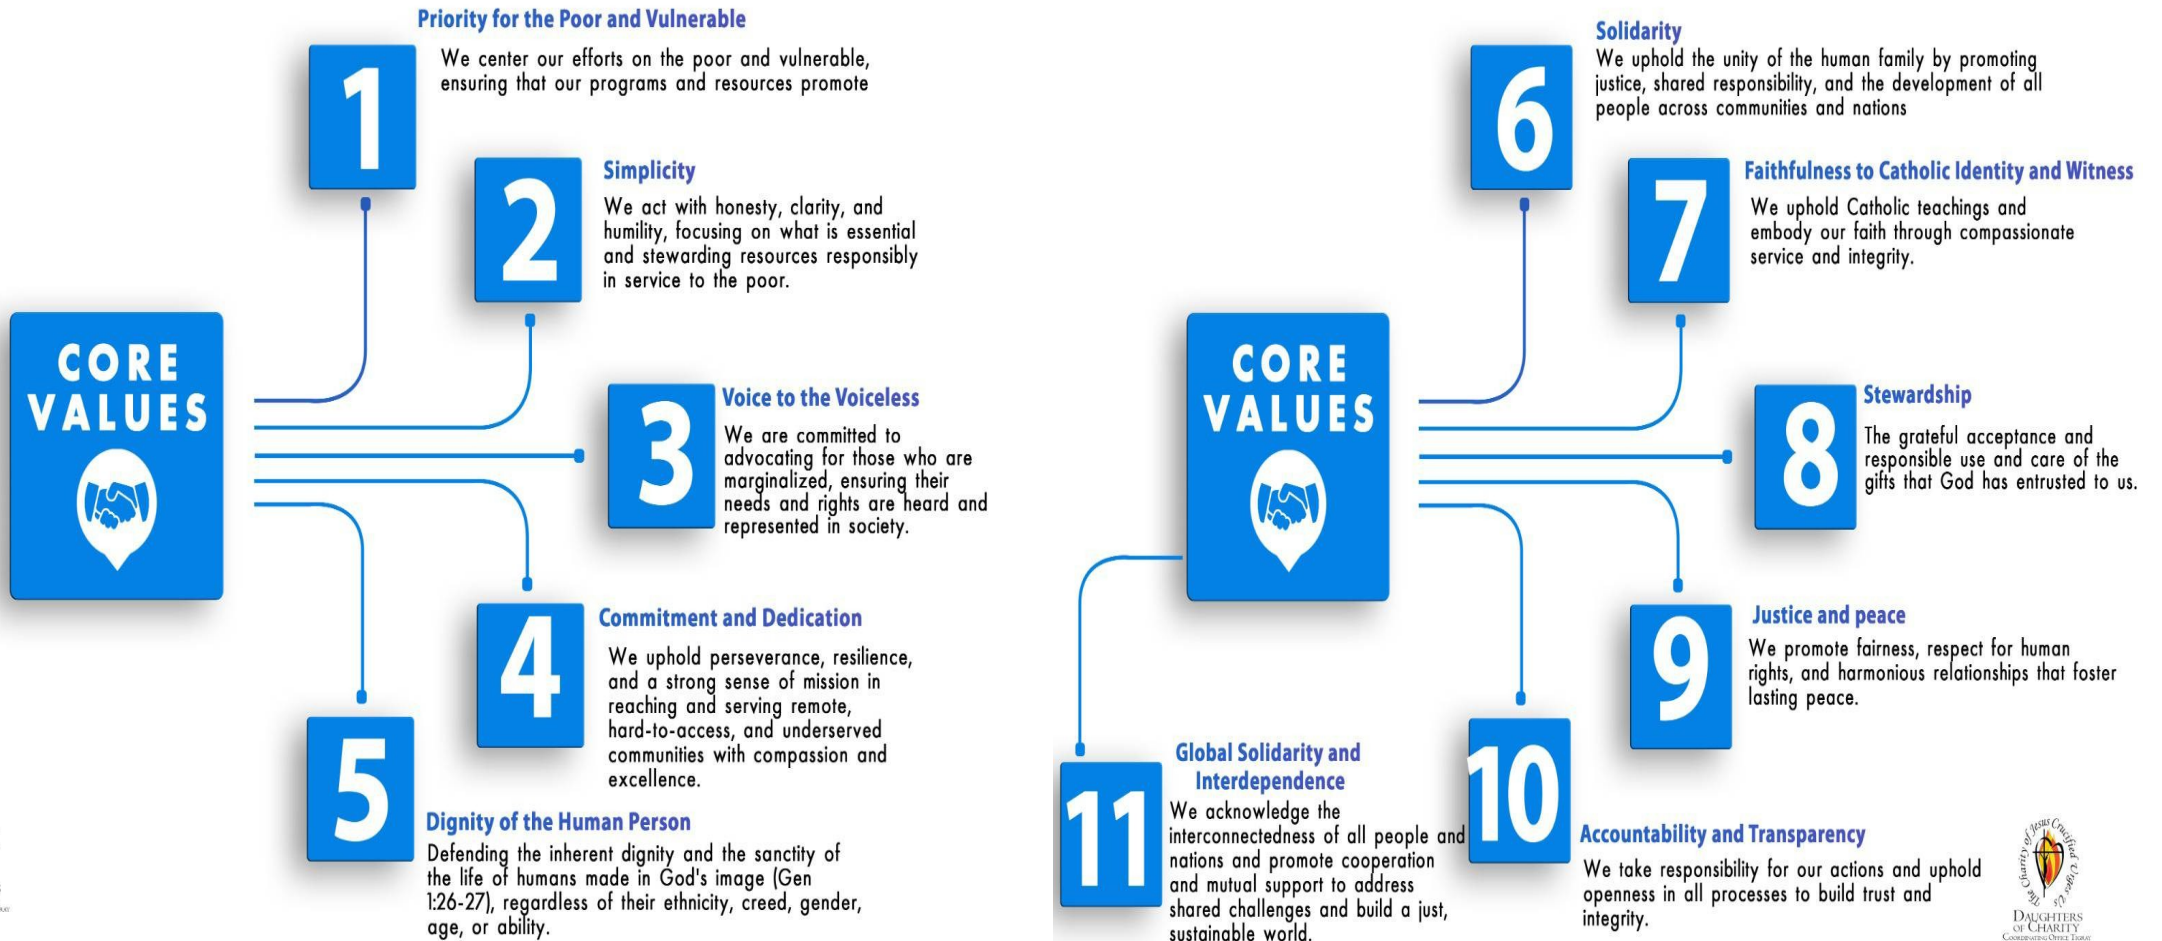 Priority for the Poor and Vulnerable
1
We center our efforts on the poor and vulnerable,
ensuring that our programs and resources promote
2
Simplicity
We act with honesty, clarity, and
humility, focusing on what is essential
and stewarding resources responsibly
in service to the poor.
CORE
VALUES
3
Voice to the Voiceless
We are committed to
advocating for those who are
marginalized, ensuring their
needs and rights are heard and
represented in society.
4
Commitment and Dedication
We uphold perseverance, resilience,
and a strong sense of mission in
reaching and serving remote,
hard-to-access, and underserved
communities with compassion and
excellence.
5
Dignity of the Human Person
Defending the inherent dignity and the sanctity of
the life of humans made in God's image (Gen
1:26-27), regardless of their ethnicity, creed, gender,
age, or ability.
6
Solidarity
We uphold the unity of the human family by promoting
justice, shared responsibility, and the development of all
people across communities and nations
7
Faithfulness to Catholic Identity and Witness
We uphold Catholic teachings and
embody our faith through compassionate
service and integrity.
CORE
VALUES
8
Stewardship
The grateful acceptance and
responsible use and care of the
gifts that God has entrusted to us.
9
Justice and peace
We promote fairness, respect for human
rights, and harmonious relationships that foster
lasting peace.
10
Accountability and Transparency
We take responsibility for our actions and uphold
openness in all processes to build trust and
integrity.
11
Global Solidarity and
Interdependence
We acknowledge the
interconnectedness of all people and
nations and promote cooperation
and mutual support to address
shared challenges and build a just,
sustainable world.
The Charity of Jesus Crucified Urges Us
DAUGHTERS
OF CHARITY
COORDINATING OFFICE TIGRAY